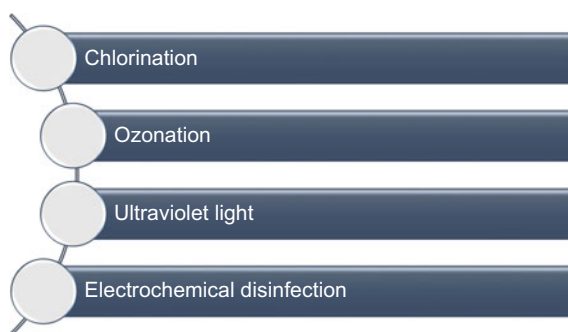 Chlorination
Ozonation
Ultraviolet light
Electrochemical disinfection